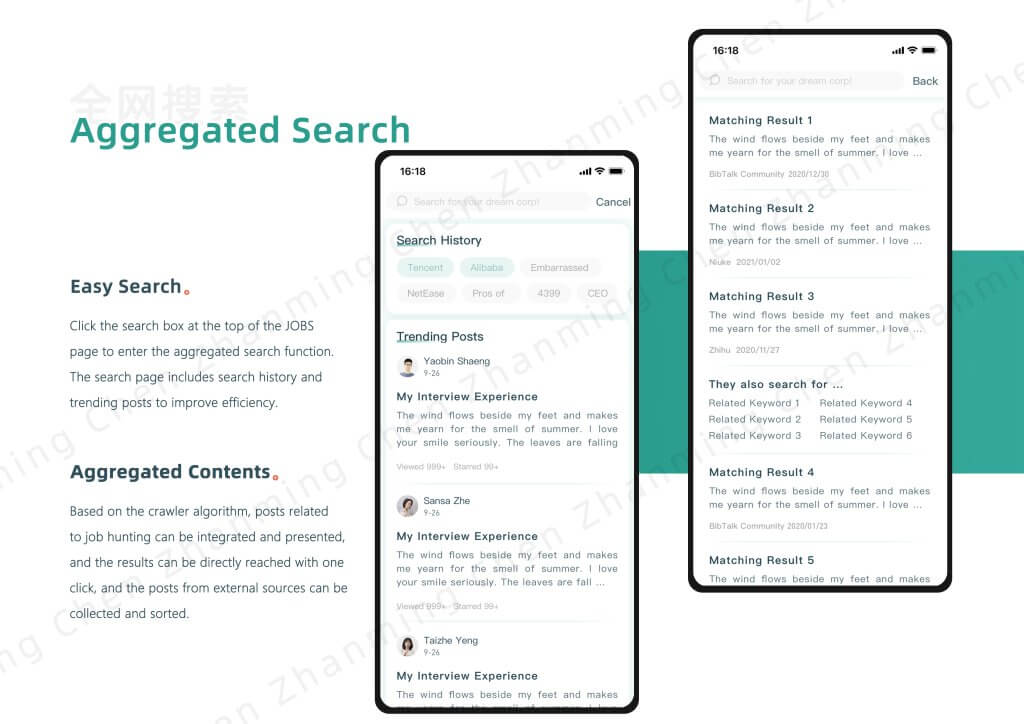 全网搜索
Aggregated Search
Easy Search。
Click the search box at the top of the JOBS
page to enter the aggregated search function.
The search page includes search history and
trending posts to improve efficiency.
Aggregated Contents。
Based on the crawler algorithm, posts related
to job hunting can be integrated and presented,
and the results can be directly reached with one
click, and the posts from external sources can be
collected and sorted.
16:18
Search for your dream corp!
Cancel
Search History
Tencent
Alibaba
Embarrassed
NetEase
Pros of
4399
CEO
Trending Posts
Yaobin Shaeng
9-26
My Interview Experience
The wind flows beside my feet and makes
me yearn for the smell of summer. I love
your smile seriously. The leaves are falling
Viewed 999+ Starred 99+
Sansa Zhe
9-26
My Interview Experience
The wind flows beside my feet and makes
me yearn for the smell of summer. I love
your smile seriously. The leaves are fall ...
Viewed 999+ Starred 99+
Taizhe Yeng
9-26
My Interview Experience
The wind flows beside my feet and makes
me yearn for the smell of summer. I love
16:18
Search for your dream corp!
Back
Matching Result 1
The wind flows beside my feet and makes
me yearn for the smell of summer. I love ...
BibTalk Community 2020/12/30
Matching Result 2
The wind flows beside my feet and makes
me yearn for the smell of summer. I love ...
Niuke 2021/01/02
Matching Result 3
The wind flows beside my feet and makes
me yearn for the smell of summer. I love ...
Zhihu 2020/11/27
They also search for ...
Related Keyword 1 Related Keyword 4
Related Keyword 2 Related Keyword 5
Related Keyword 3 Related Keyword 6
Matching Result 4
The wind flows beside my feet and makes
me yearn for the smell of summer. I love ...
BibTalk Community 2020/01/23
Matching Result 5
The wind flows beside my feet and makes
Chen Zhanming Chen Zhanming Chen Zhanming